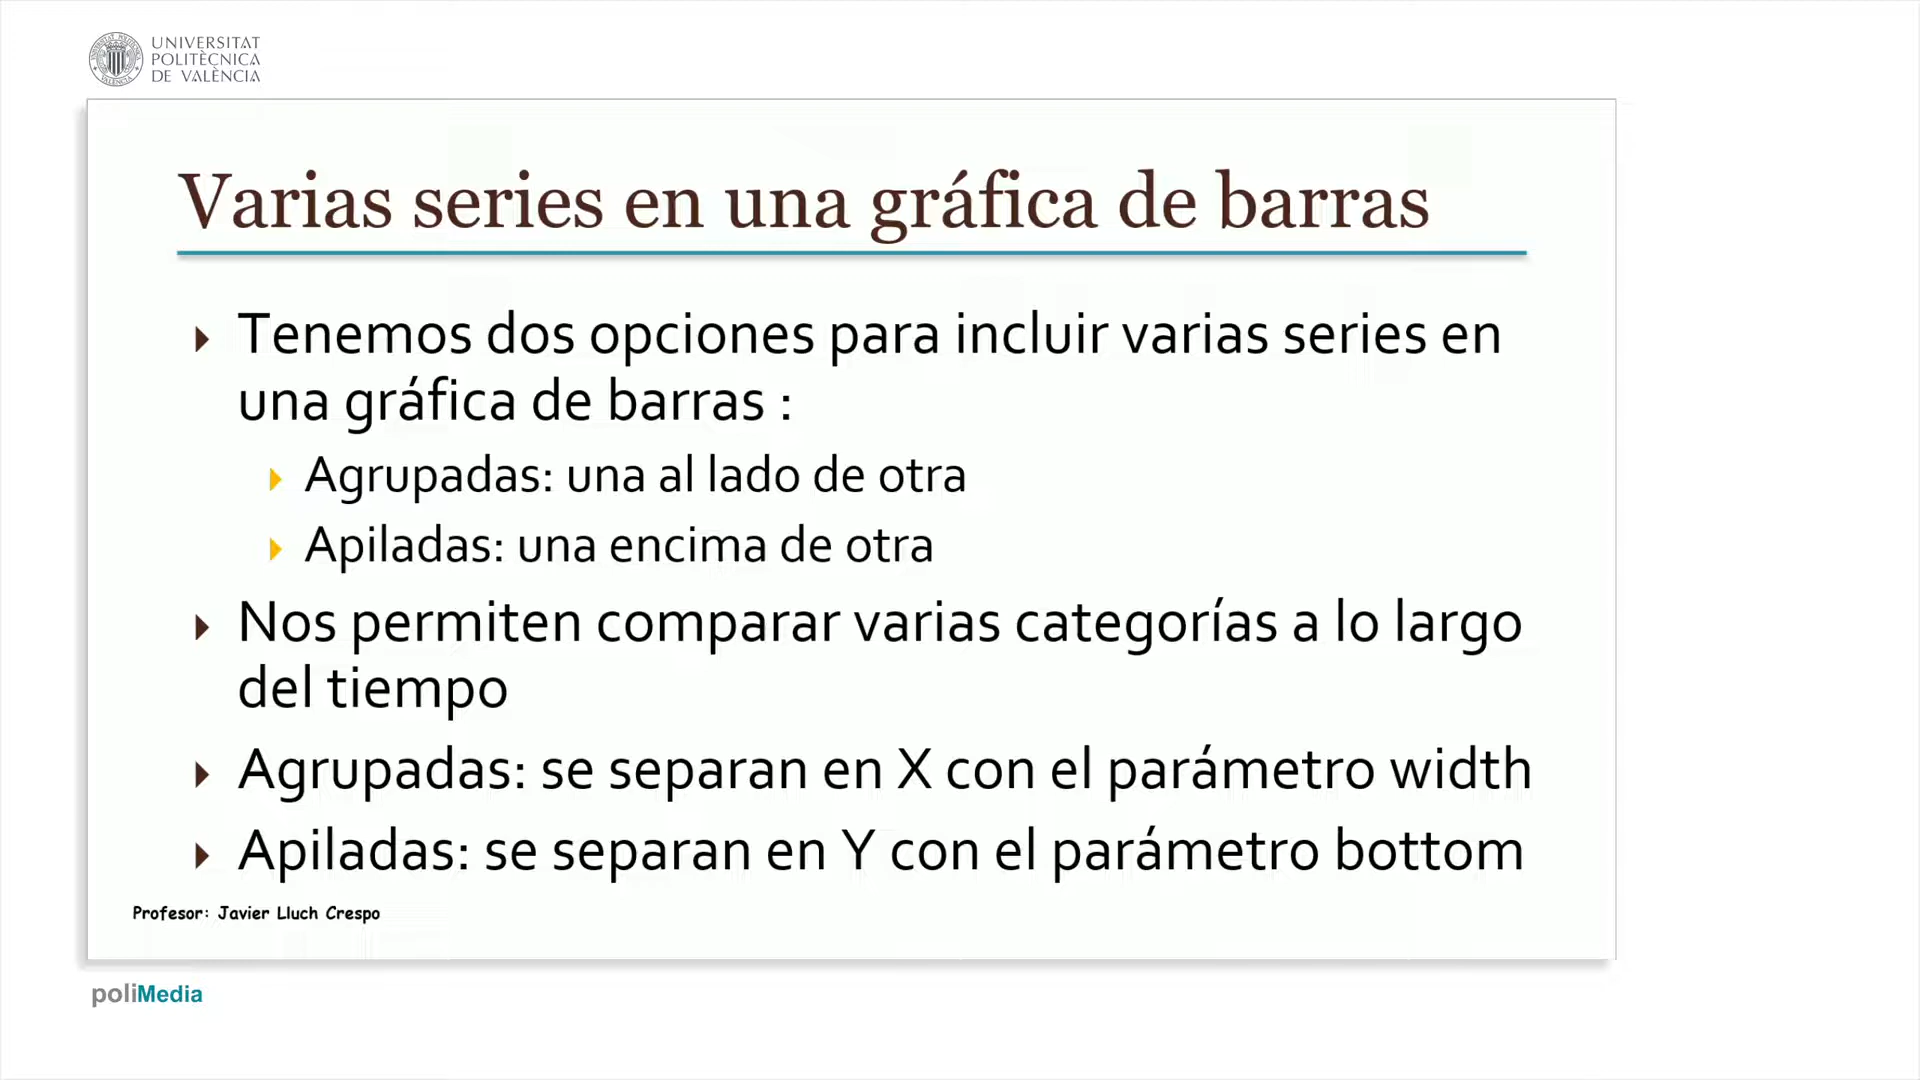 UNIVERSITAT
POLITÈCNICA
DE VALÈNCIA
Varias series en una gráfica de barras
Tenemos dos opciones para incluir varias series en
una gráfica de barras :
Agrupadas: una al lado de otra
Apiladas: una encima de otra
Nos permiten comparar varias categorías a lo largo
del tiempo
Agrupadas: se separan en X con el parámetro width
Apiladas: se separan en Y con el parámetro bottom
Profesor: Javier Lluch Crespo
poliMedia